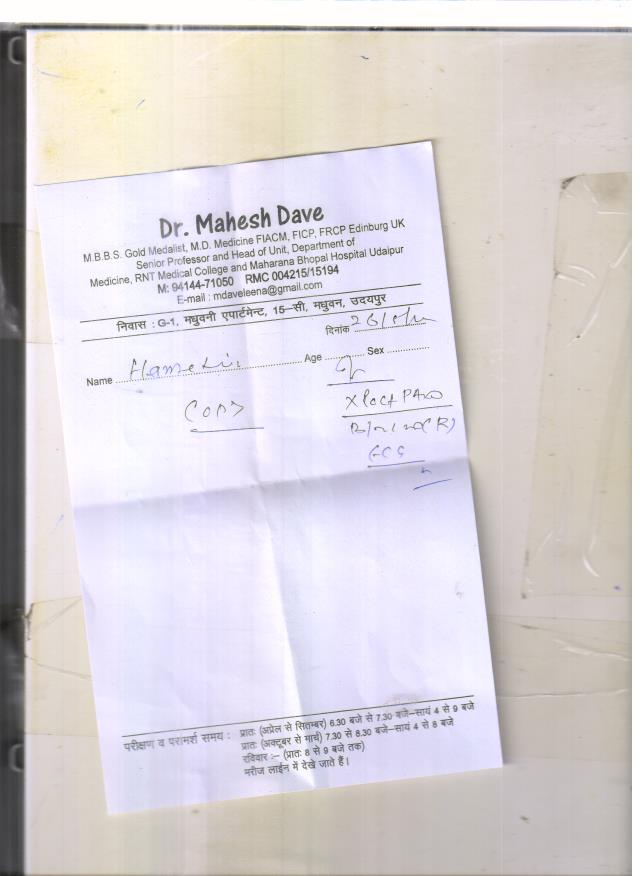 Dr. Mahesh Dave
M.B.B.S. Gold Medalist, M.D. Medicine FIACM, FICP, FRCP Edinburg UK
Senior Professor and Head of Unit, Department of
Medicine, RNT Medical College and Maharana Bhopal Hospital Udaipur
M: 94144-71050 RMC 004215/15194
E-mail : mdaveleena@gmail.com
निवास : G-1, मधुवनी एपार्टमेन्ट, 15-सी, मधुवन, उदयपुर
दिनांक
Name Age Sex
COPD
X Ray Chest PA
ECG
परीक्षण व परामर्श समय : प्रातः (अप्रेल से सितम्बर) 6.30 बजे से 7.30 बजे-सायं 4 से 9 बजे
प्रातः (अक्टूबर से मार्च) 7.30 से 8.30 बजे-सायं 4 से 8 बजे
रविवार :- (प्रातः 8 से 9 बजे तक)
मरीज लाईन में देखे जाते हैं।